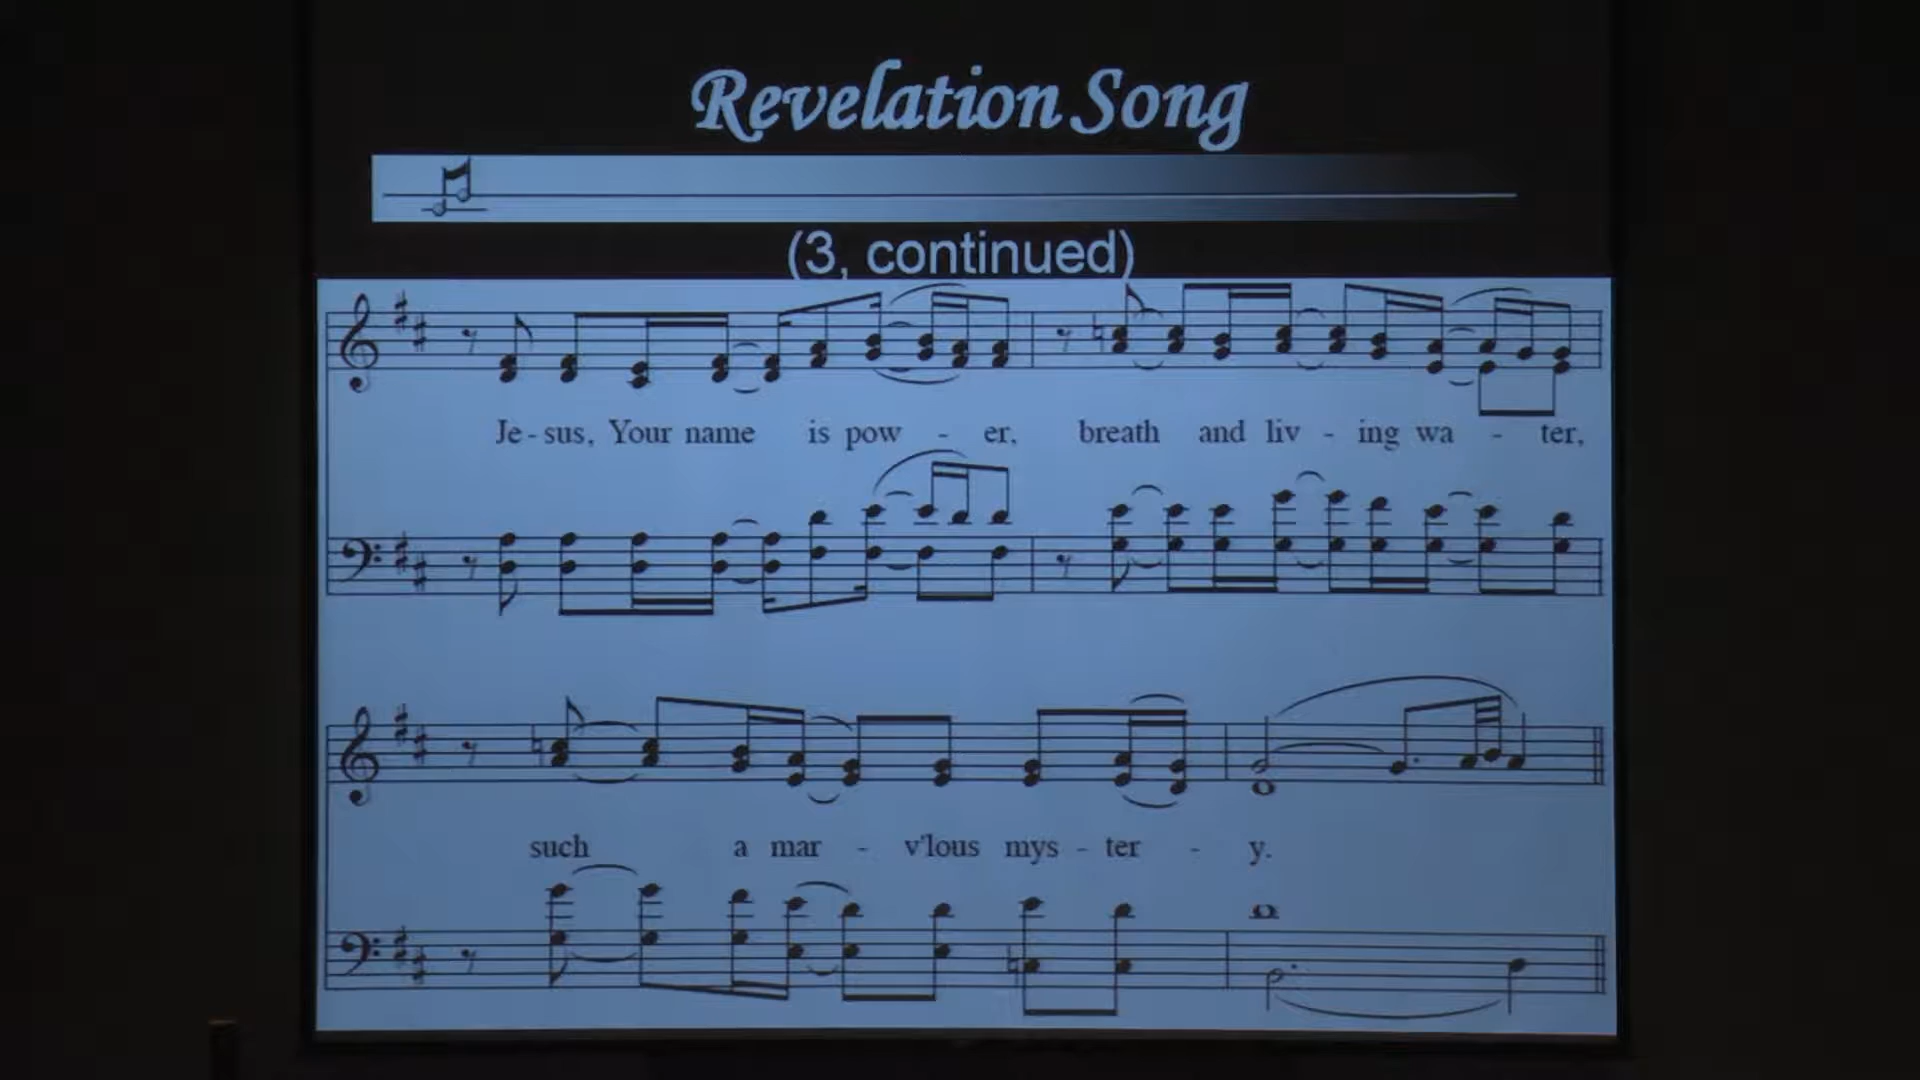 Revelation Song
(3, continued)
Je - sus, Your name is pow - er, breath and liv - ing wa - ter,
such a mar - v'lous mys - ter - y.